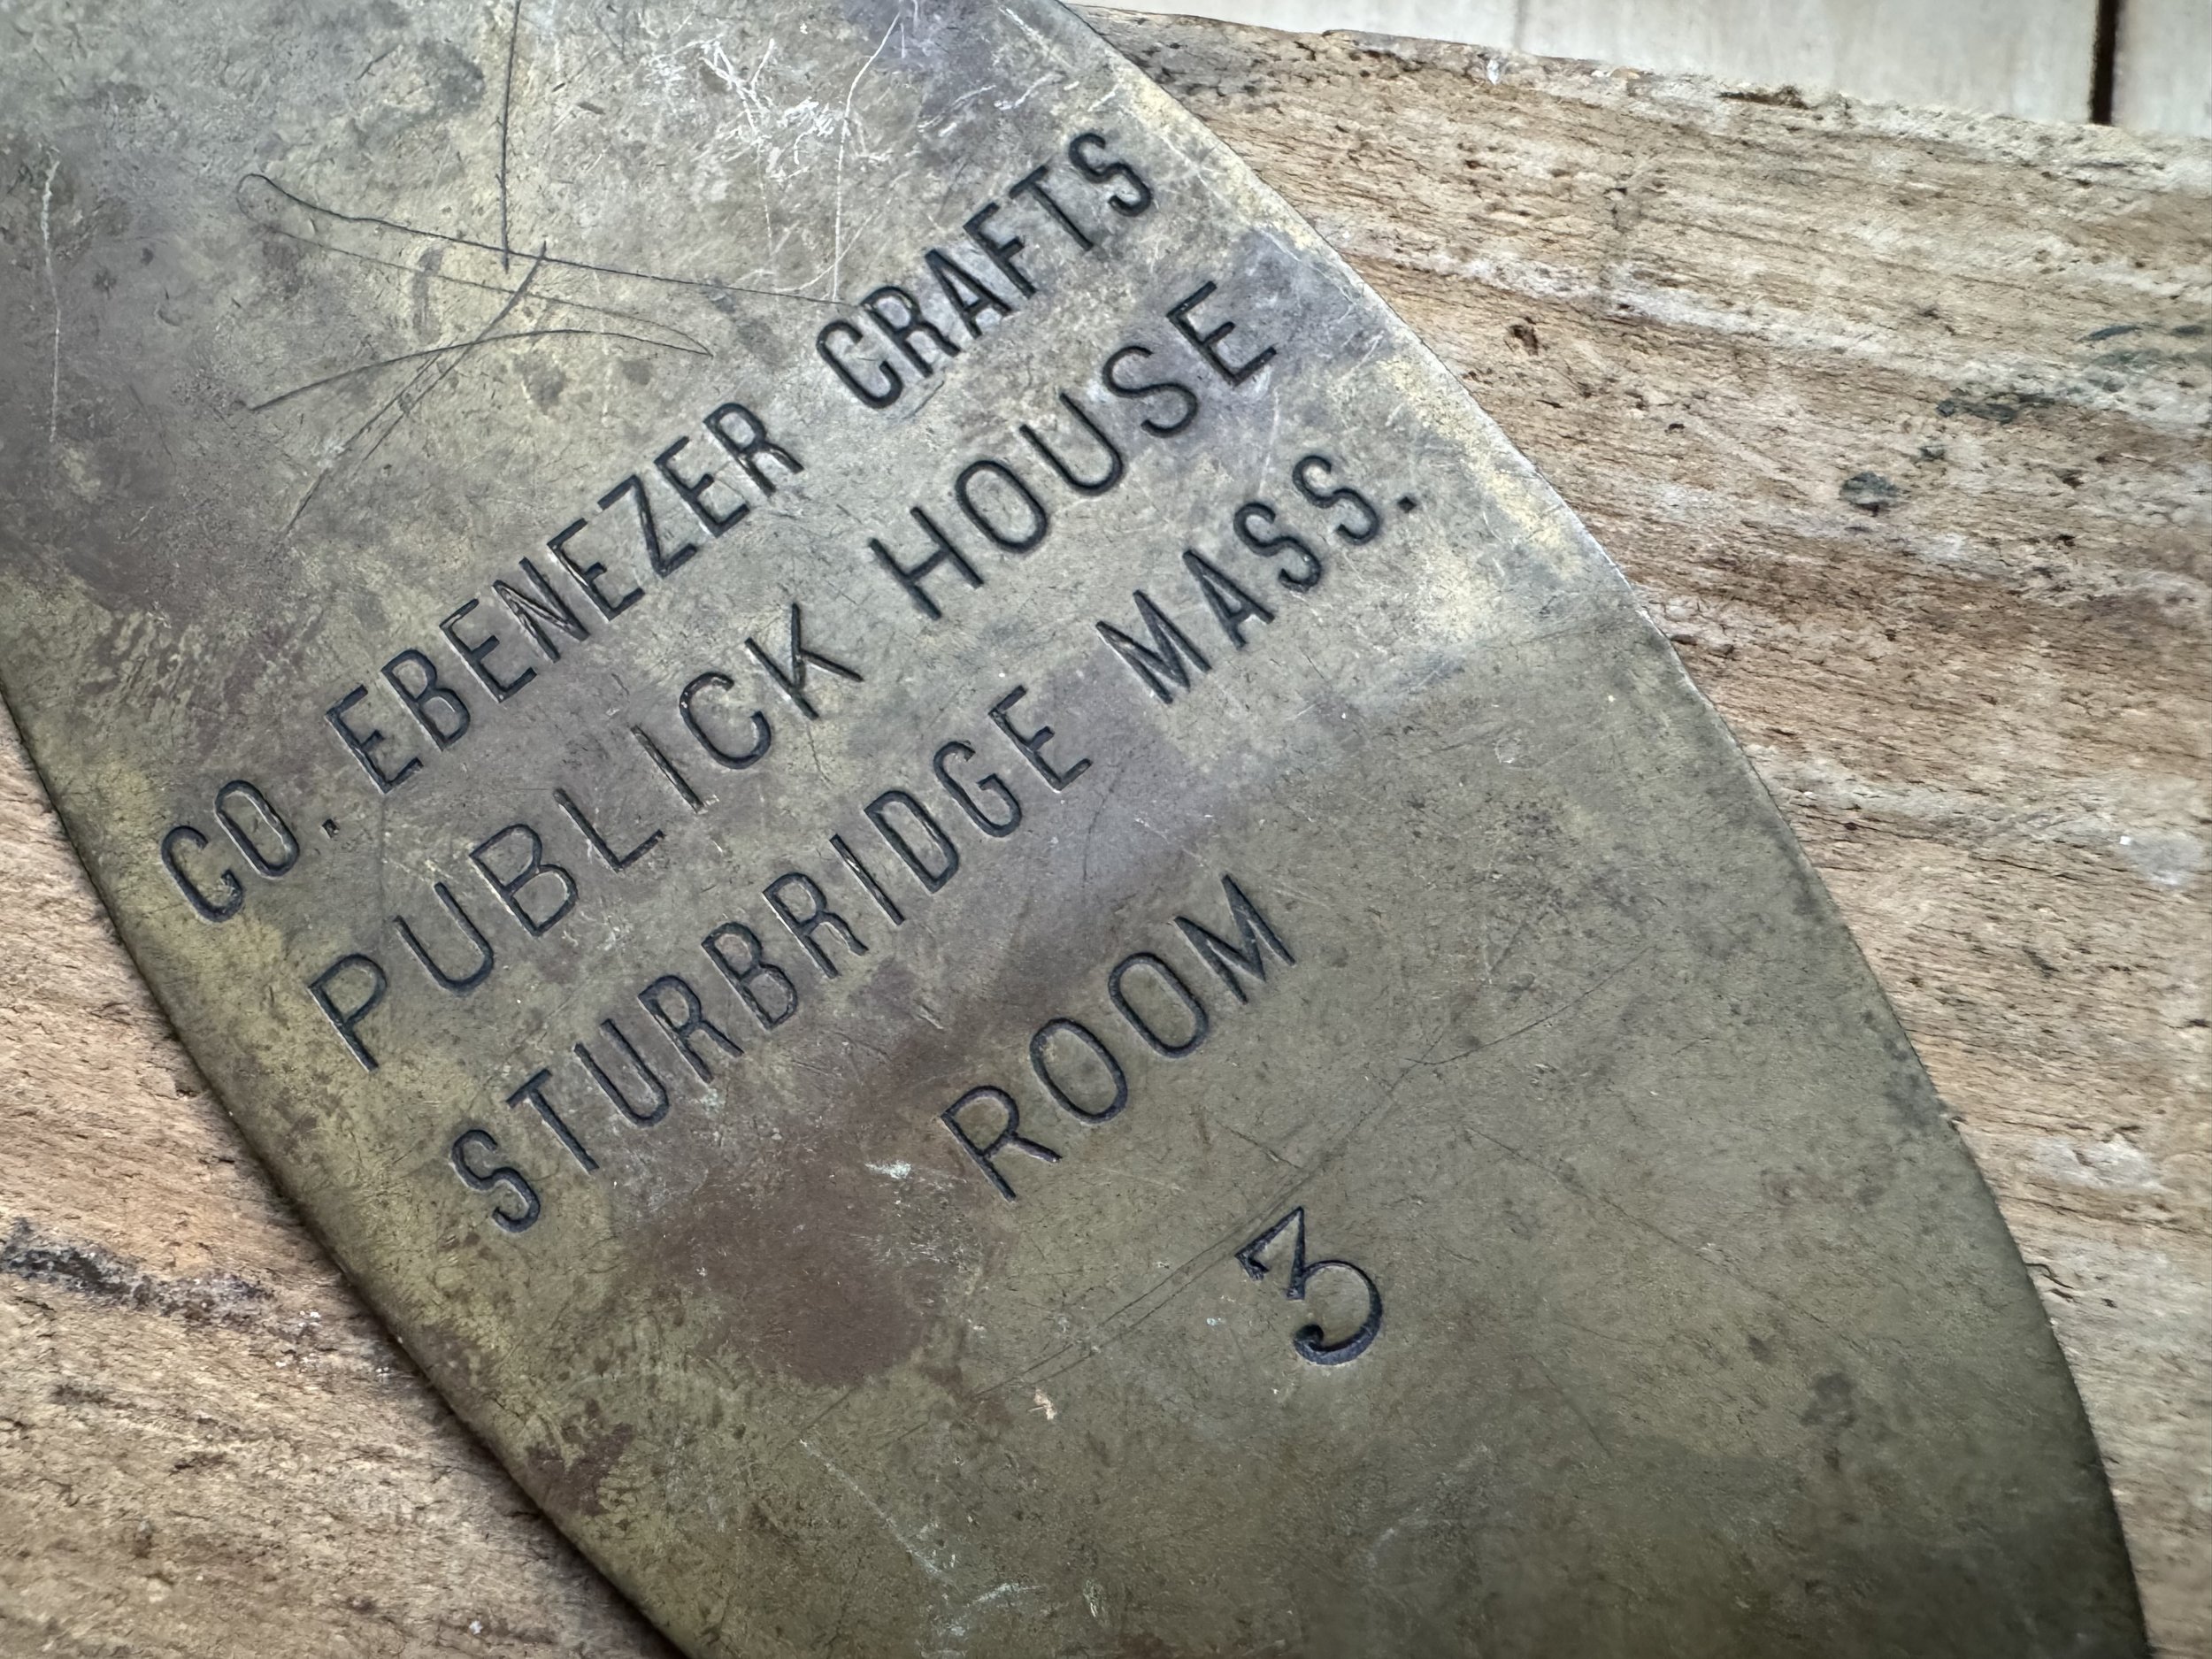 CO. EBENEZER CRAFTS
PUBLICK HOUSE
STURBRIDGE MASS.
ROOM
3